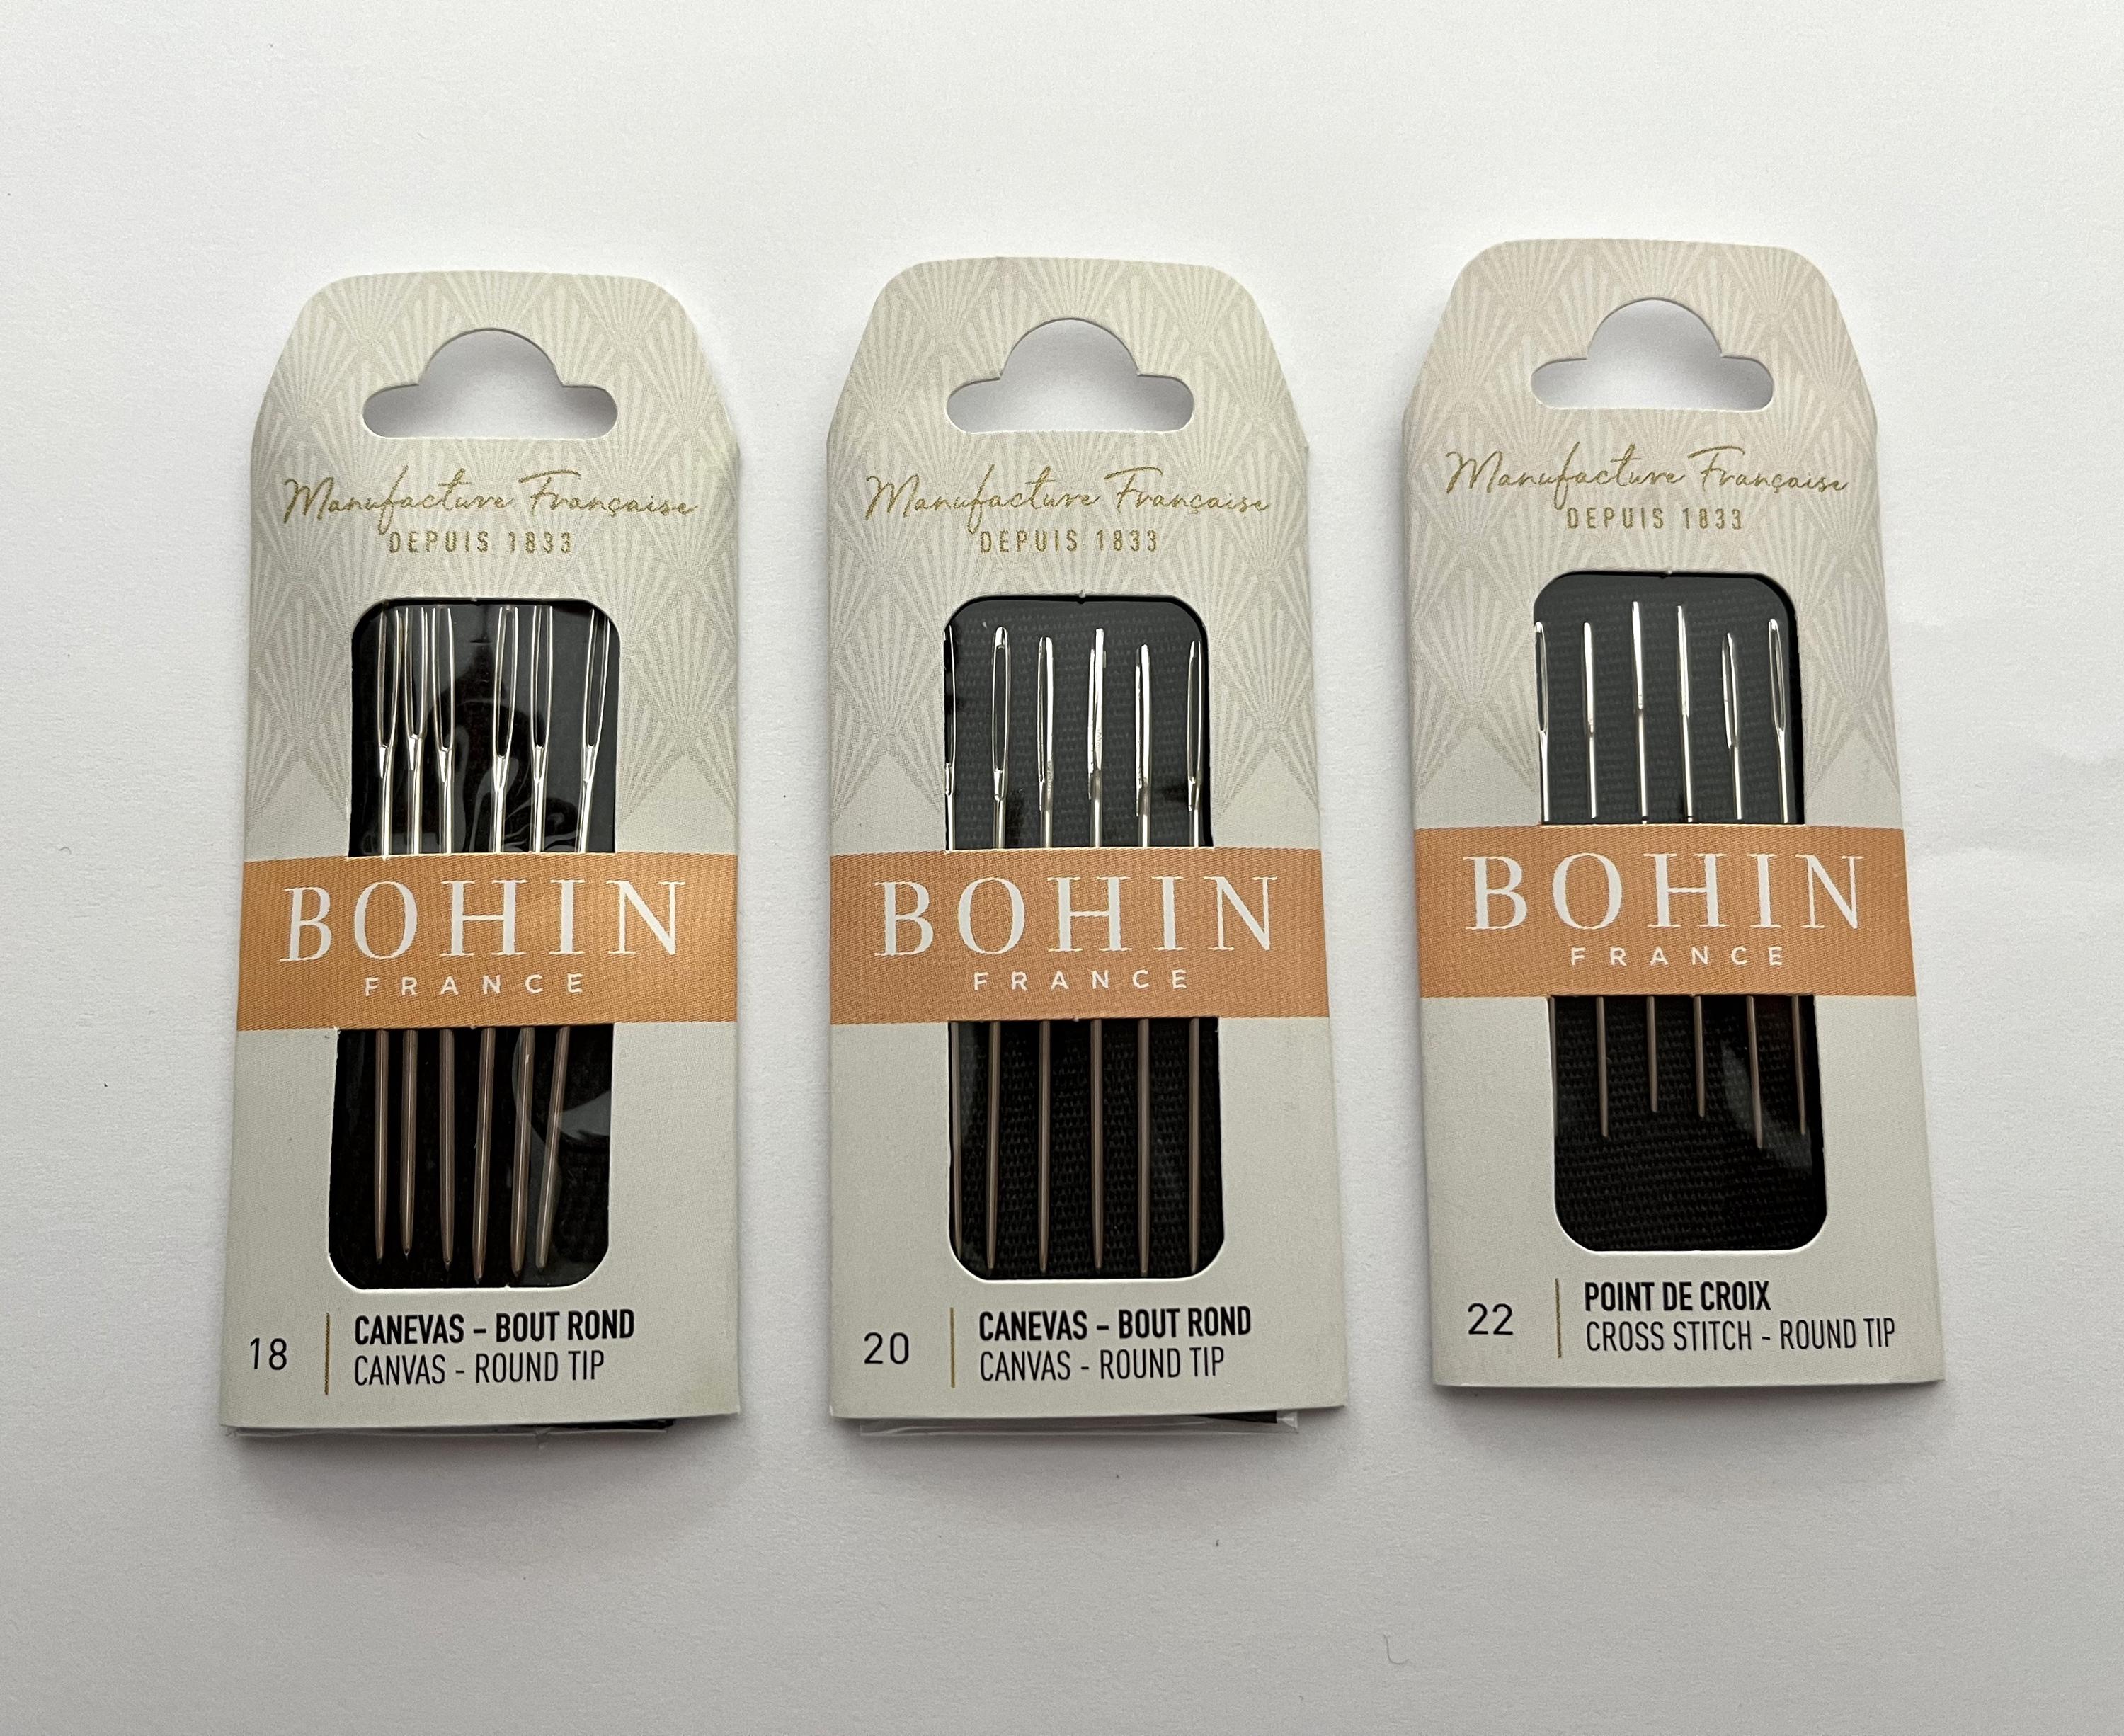 Manufacture Française
DEPUIS 1833
BOHIN
FRANCE
18
CANEVAS – BOUT ROND
CANVAS - ROUND TIP
Manufacture Française
DEPUIS 1833
BOHIN
FRANCE
20
CANEVAS – BOUT ROND
CANVAS - ROUND TIP
Manufacture Française
DEPUIS 1833
BOHIN
FRANCE
22
POINT DE CROIX
CROSS STITCH - ROUND TIP